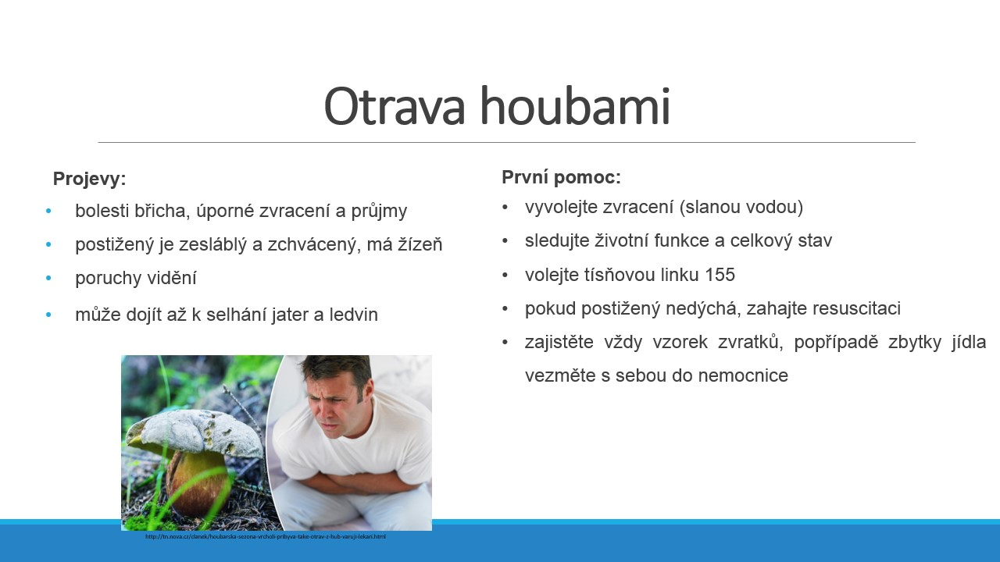 Otrava houbami
Projevy:
• bolesti břicha, úporné zvracení a průjmy
• postižený je zesláblý a zchvácený, má žízeň
• poruchy vidění
• může dojít až k selhání jater a ledvin
První pomoc:
• vyvolejte zvracení (slanou vodou)
• sledujte životní funkce a celkový stav
• volejte tísňovou linku 155
• pokud postižený nedýchá, zahajte resuscitaci
• zajistěte vždy vzorek zvratků, popřípadě zbytky jídla
vezměte s sebou do nemocnice
http://tn.nova.cz/clanek/houbarska-sezona-vrcholi-pribyva-take-otrav-z-hub-varuji-lekari.html